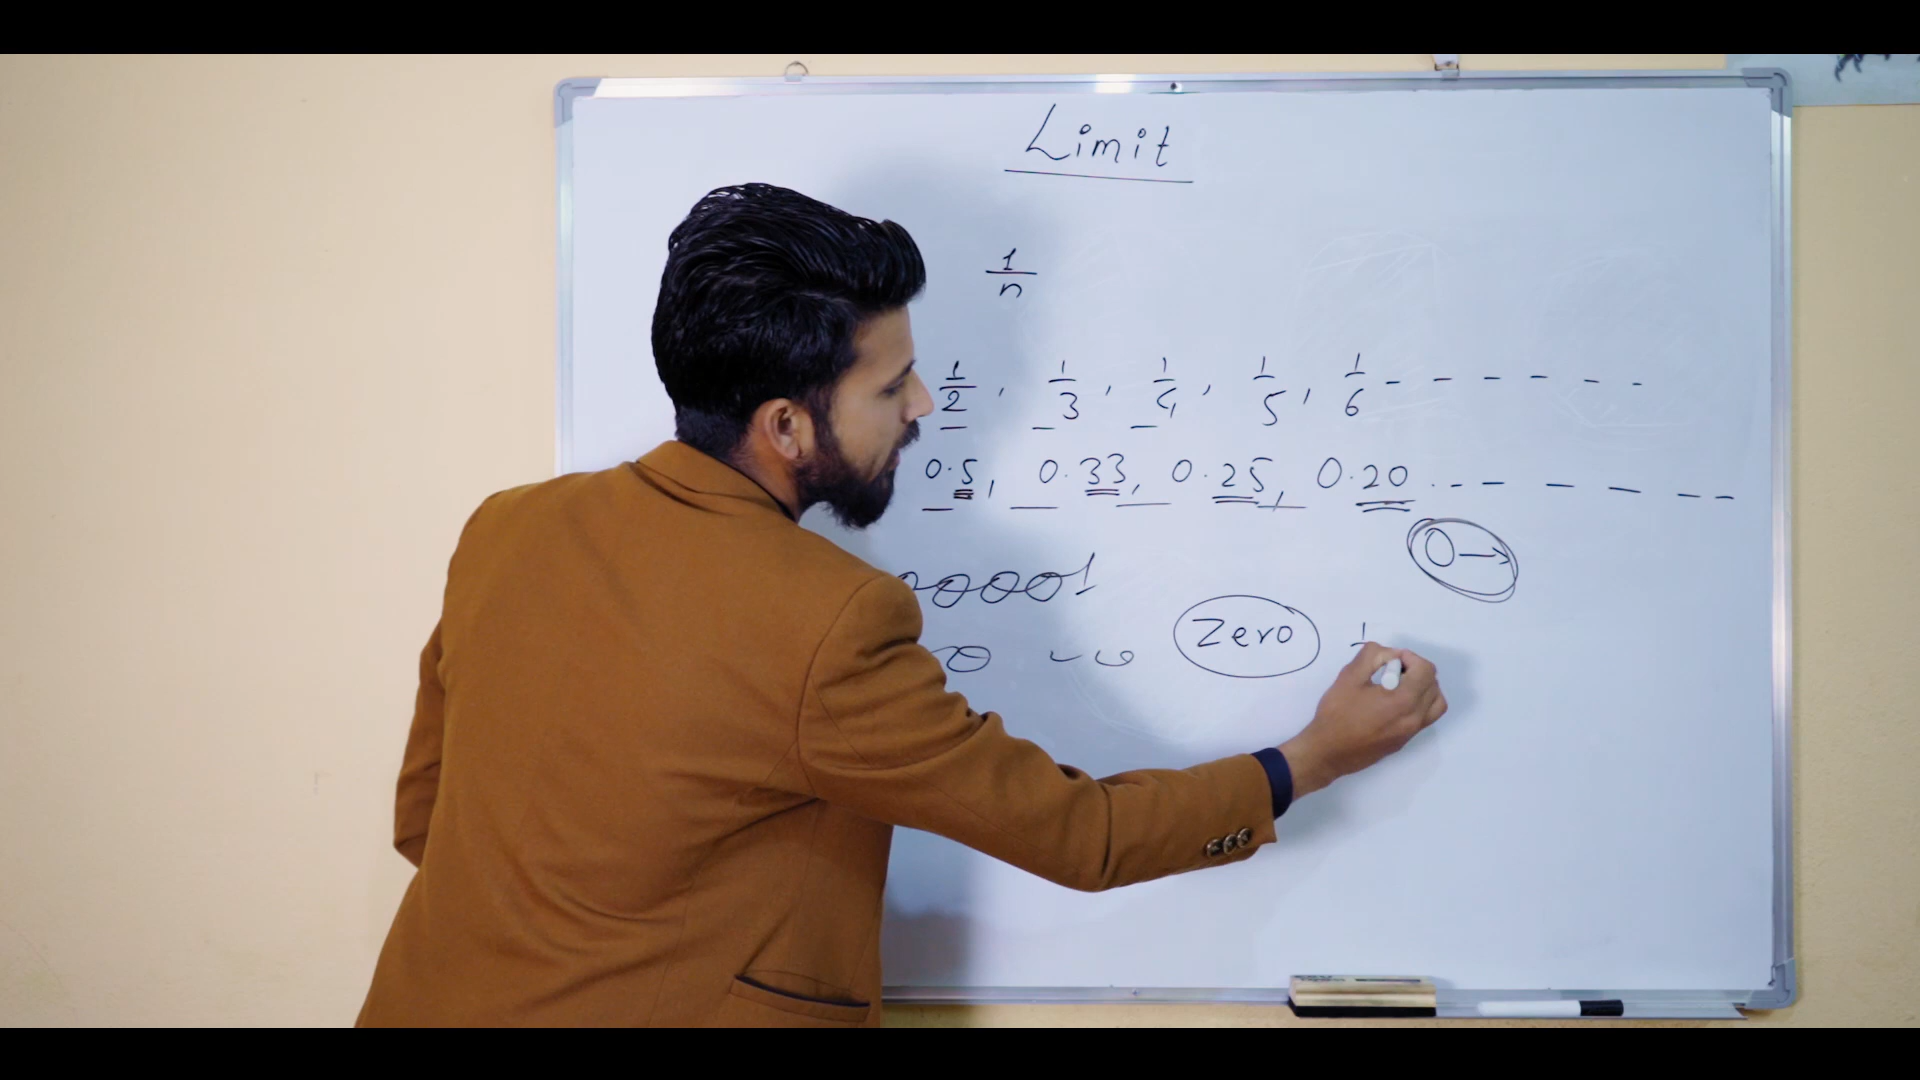 Limit
1/n
1/2 , 1/3 , 1/4 , 1/5 , 1/6 - - - - - -
0.5, 0.33, 0.25, 0.20 . - - - - - -
0→
00001
Zero